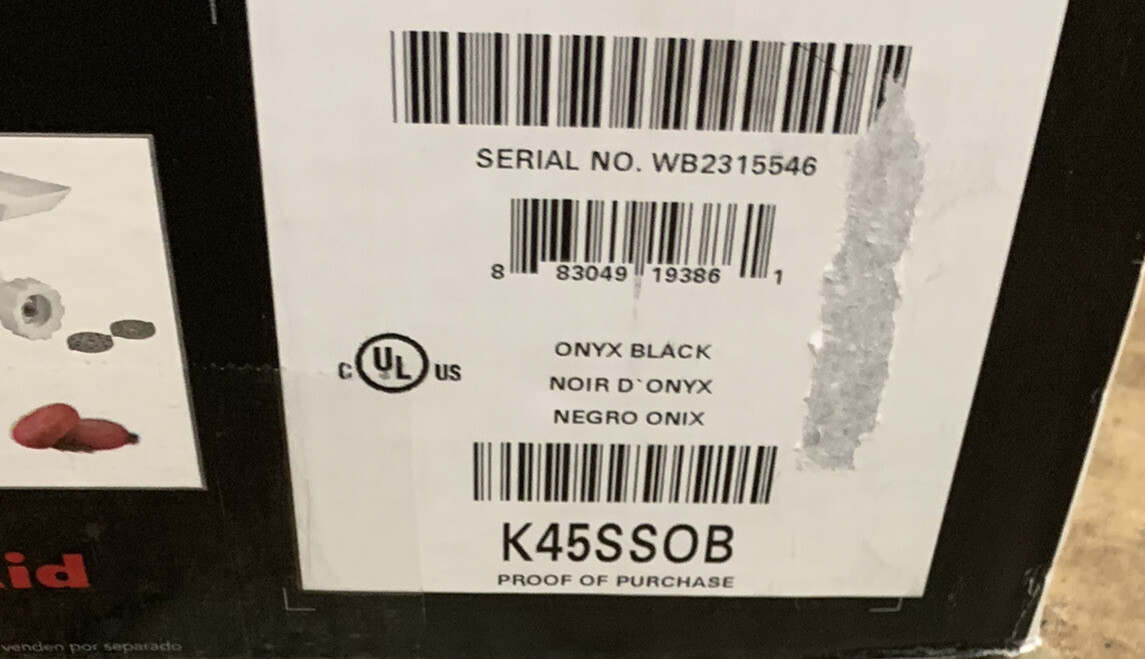 SERIAL NO. WB2315546
8 83049 19386 1
C UL US
ONYX BLACK
NOIR D`ONYX
NEGRO ONIX
K45SSOB
PROOF OF PURCHASE
id
venden por separado